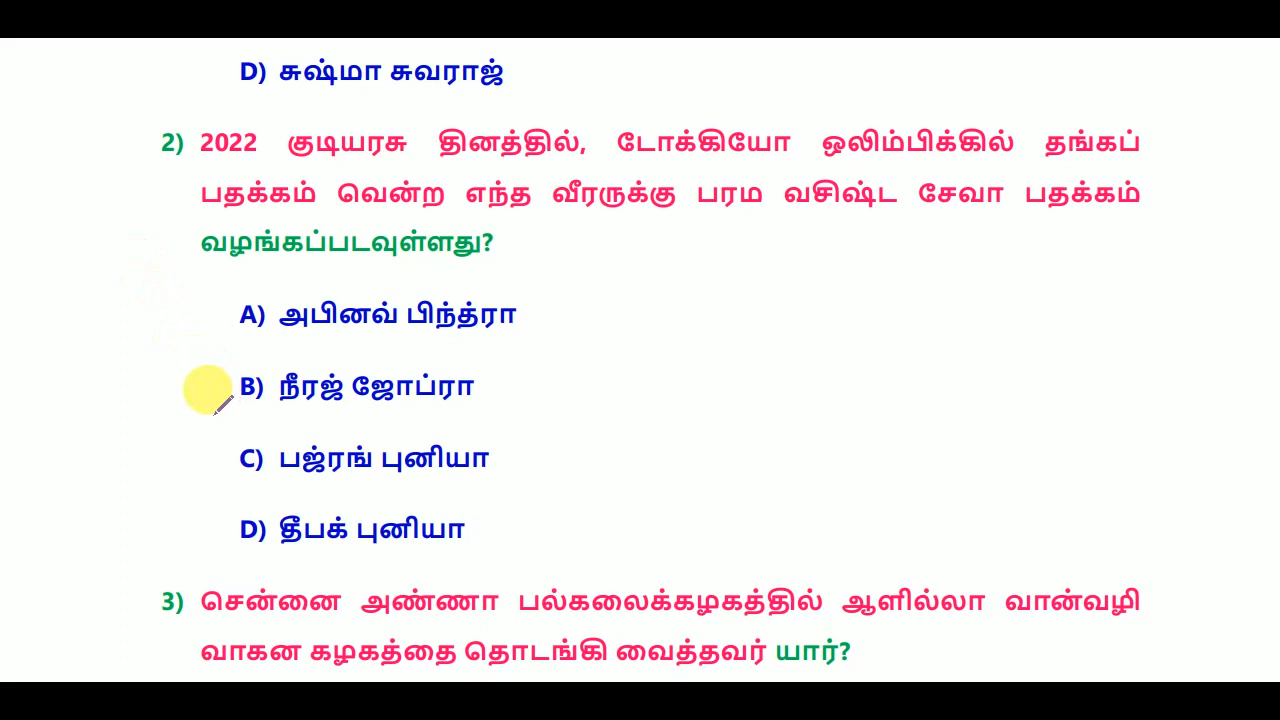 D) சுஷ்மா சுவராஜ்
2) 2022 குடியரசு தினத்தில், டோக்கியோ ஒலிம்பிக்கில் தங்கப்
பதக்கம் வென்ற எந்த வீரருக்கு பரம வசிஷ்ட சேவா பதக்கம்
வழங்கப்படவுள்ளது?
A) அபினவ் பிந்த்ரா
B) நீரஜ் ஜோப்ரா
C) பஜ்ரங் புனியா
D) தீபக் புனியா
3) சென்னை அண்ணா பல்கலைக்கழகத்தில் ஆளில்லா வான்வழி
வாகன கழகத்தை தொடங்கி வைத்தவர் யார்?